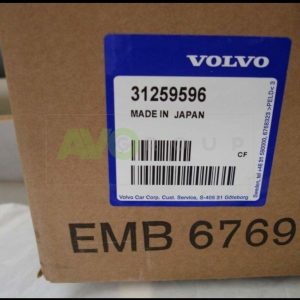 VOLVO
31259596
MADE IN JAPAN
CF
Volvo Car Corp. Cust. Service, S-405 31 Göteborg
EMB 6769